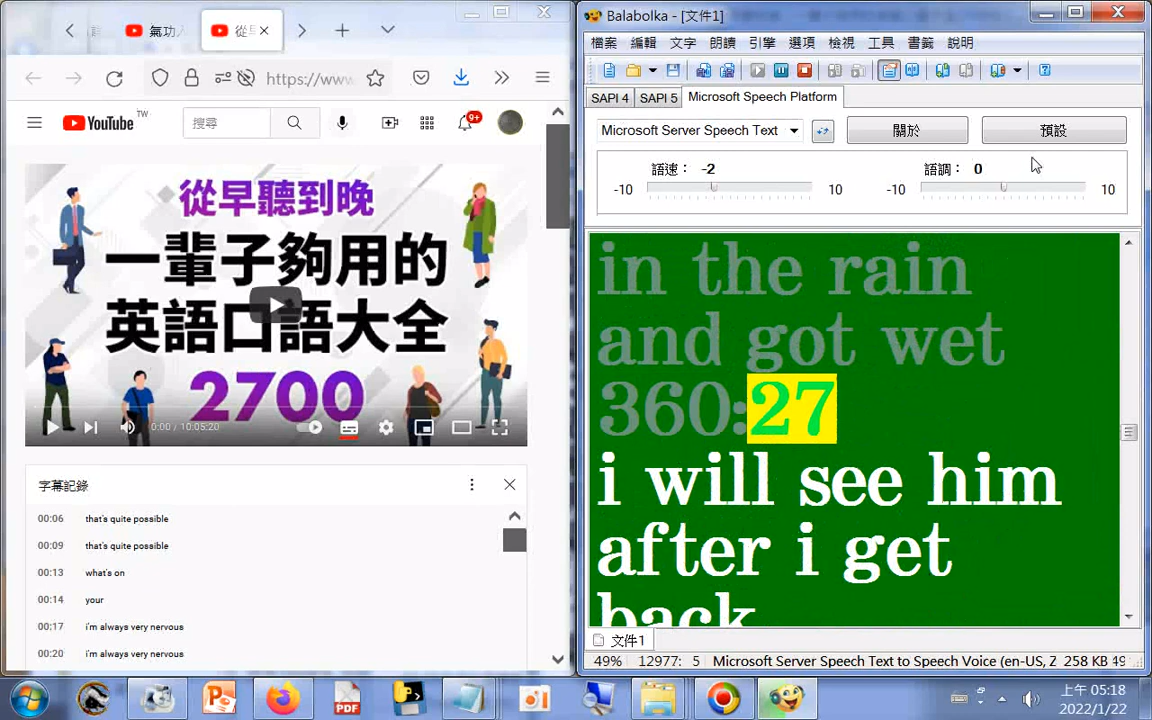 氣功
從
https://www.
YouTube TW
搜尋
9+
從早聽到晚
一輩子夠用的
英語口語大全
2700
0:00 / 10:05:20
字幕記錄
00:06 that's quite possible
00:09 that's quite possible
00:13 what's on
00:14 your
00:17 i'm always very nervous
00:20 i'm always very nervous
Balabolka - [文件1]
檔案 編輯 文字 朗讀 引擎 選項 檢視 工具 書籤 說明
SAPI 4 SAPI 5 Microsoft Speech Platform
Microsoft Server Speech Text 關於 預設
語速: -2 語調: 0
-10 10 -10 10
in the rain
and got wet
360:27
i will see him
after i get
back
文件1
49% 12977: 5 Microsoft Server Speech Text to Speech Voice (en-US, Z 258 KB 49
PDF
上午 05:18
2022/1/22